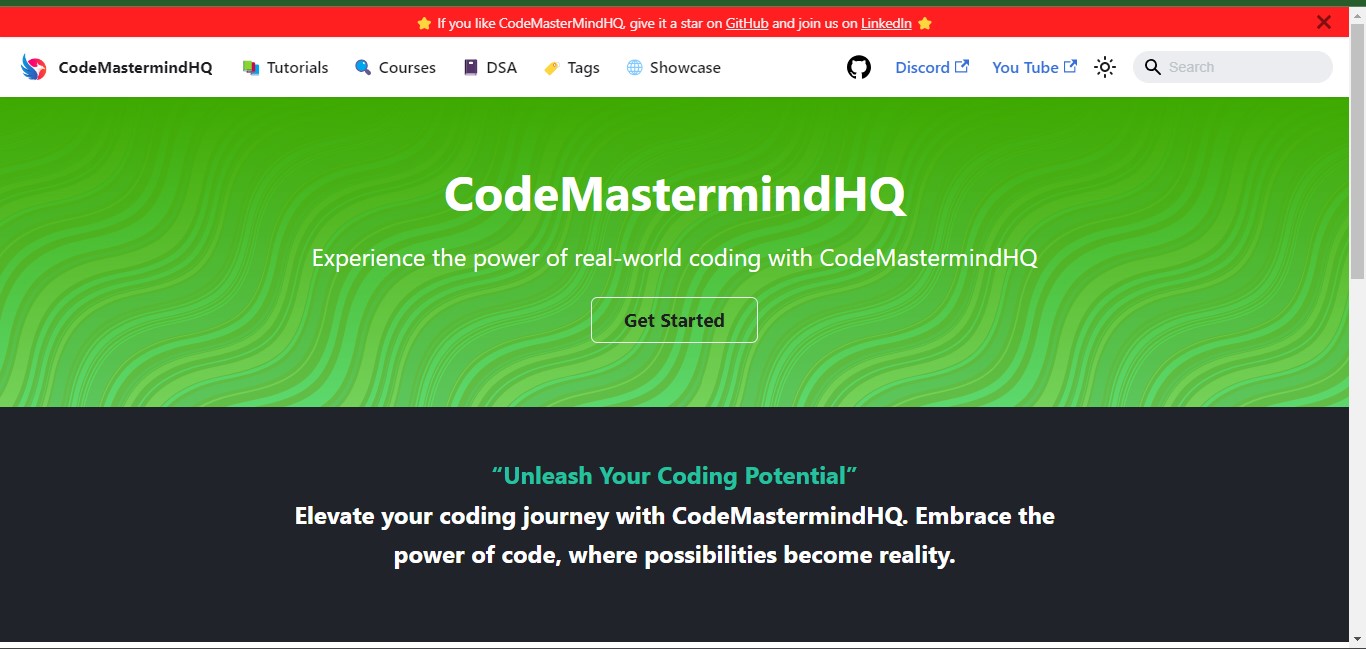 ⭐ If you like CodeMasterMindHQ, give it a star on GitHub and join us on LinkedIn ⭐
CodeMastermindHQ 📚 Tutorials 🔍 Courses 📓 DSA 🏷️ Tags 🌐 Showcase Discord You Tube Search
CodeMastermindHQ
Experience the power of real-world coding with CodeMastermindHQ
Get Started
“Unleash Your Coding Potential”
Elevate your coding journey with CodeMastermindHQ. Embrace the
power of code, where possibilities become reality.